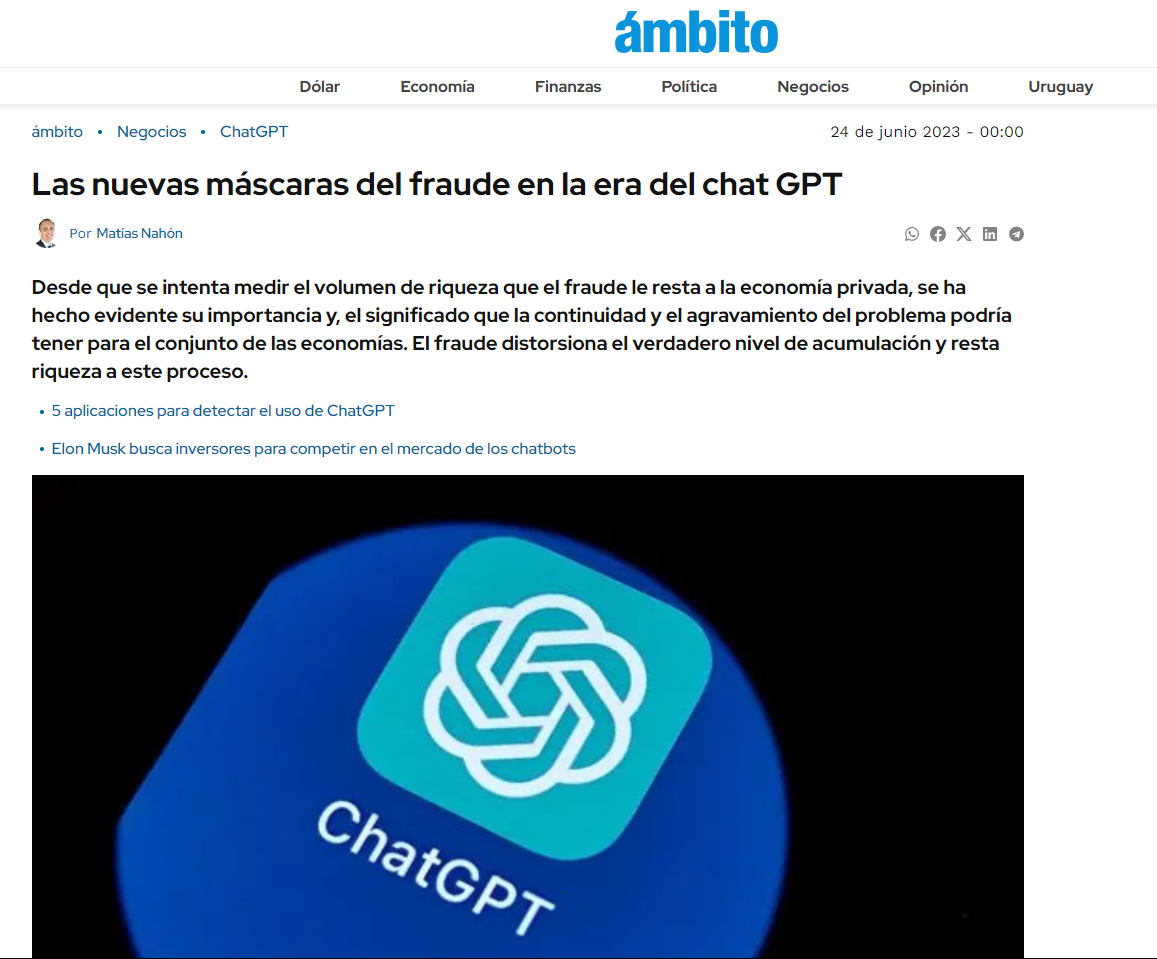 ámbito
Dólar Economía Finanzas Política Negocios Opinión Uruguay
ámbito • Negocios • ChatGPT 24 de junio 2023 - 00:00
Las nuevas máscaras del fraude en la era del chat GPT
Por Matías Nahón
Desde que se intenta medir el volumen de riqueza que el fraude le resta a la economía privada, se ha
hecho evidente su importancia y, el significado que la continuidad y el agravamiento del problema podría
tener para el conjunto de las economías. El fraude distorsiona el verdadero nivel de acumulación y resta
riqueza a este proceso.
• 5 aplicaciones para detectar el uso de ChatGPT
• Elon Musk busca inversores para competir en el mercado de los chatbots
ChatGPT